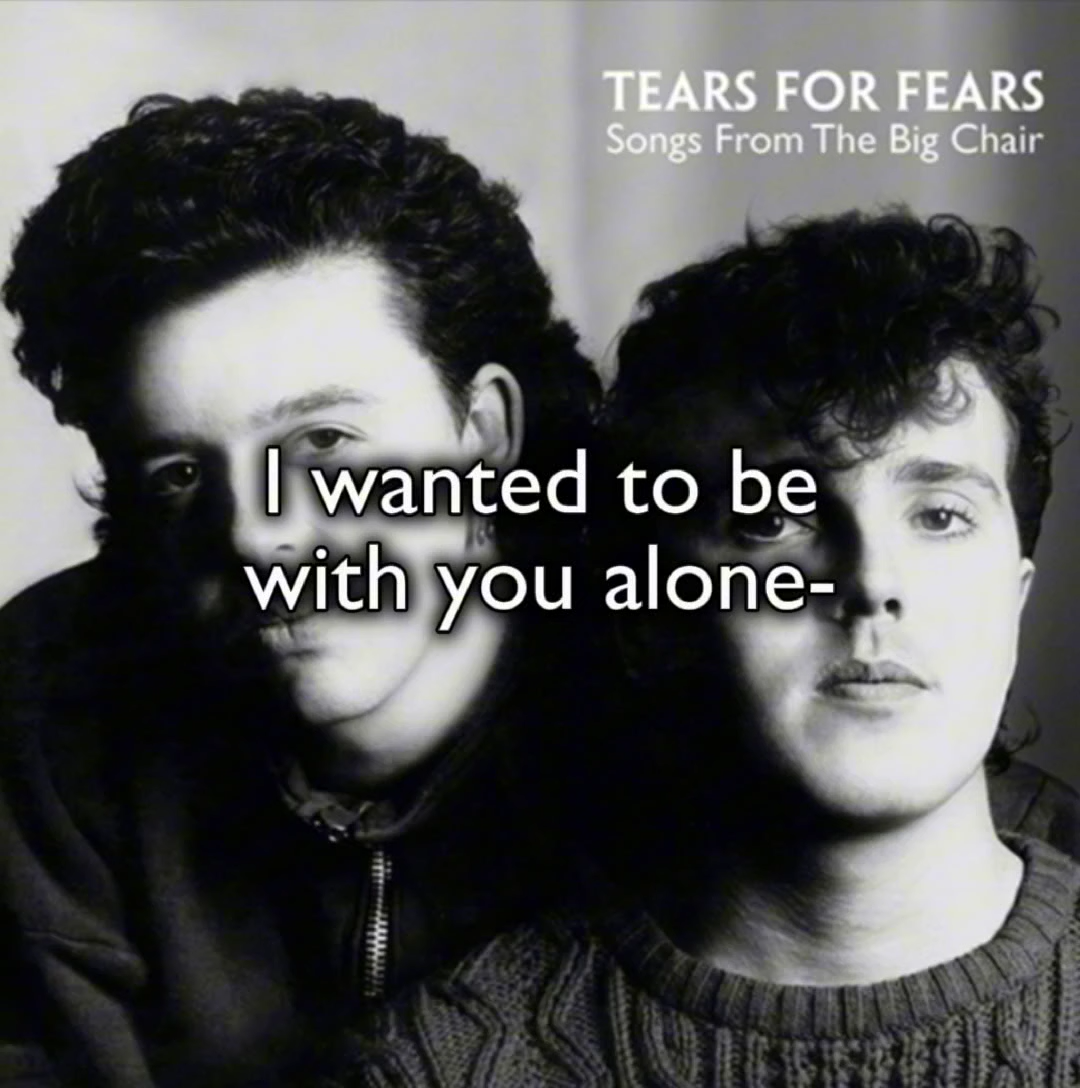 TEARS FOR FEARS
Songs From The Big Chair
I wanted to be
with you alone-